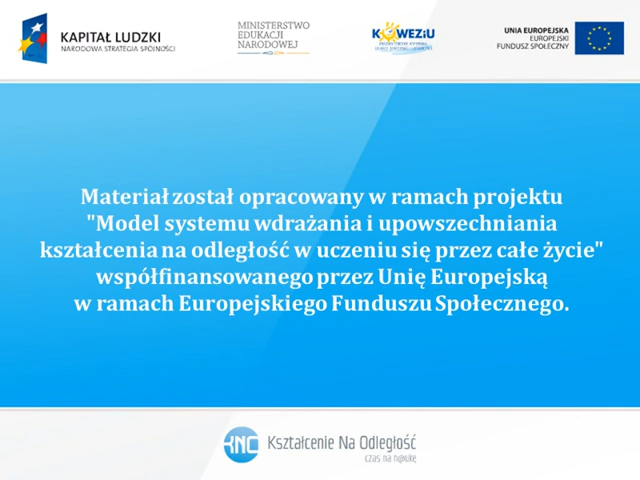 KAPITAŁ LUDZKI
NARODOWA STRATEGIA SPÓJNOŚCI
MINISTERSTWO
EDUKACJI
NARODOWEJ
KOWEZiU
UNIA EUROPEJSKA
EUROPEJSKI
FUNDUSZ SPOŁECZNY
Materiał został opracowany w ramach projektu
"Model systemu wdrażania i upowszechniania
kształcenia na odległość w uczeniu się przez całe życie"
współfinansowanego przez Unię Europejską
w ramach Europejskiego Funduszu Społecznego.
KNO
Kształcenie Na Odległość
czas na naukę